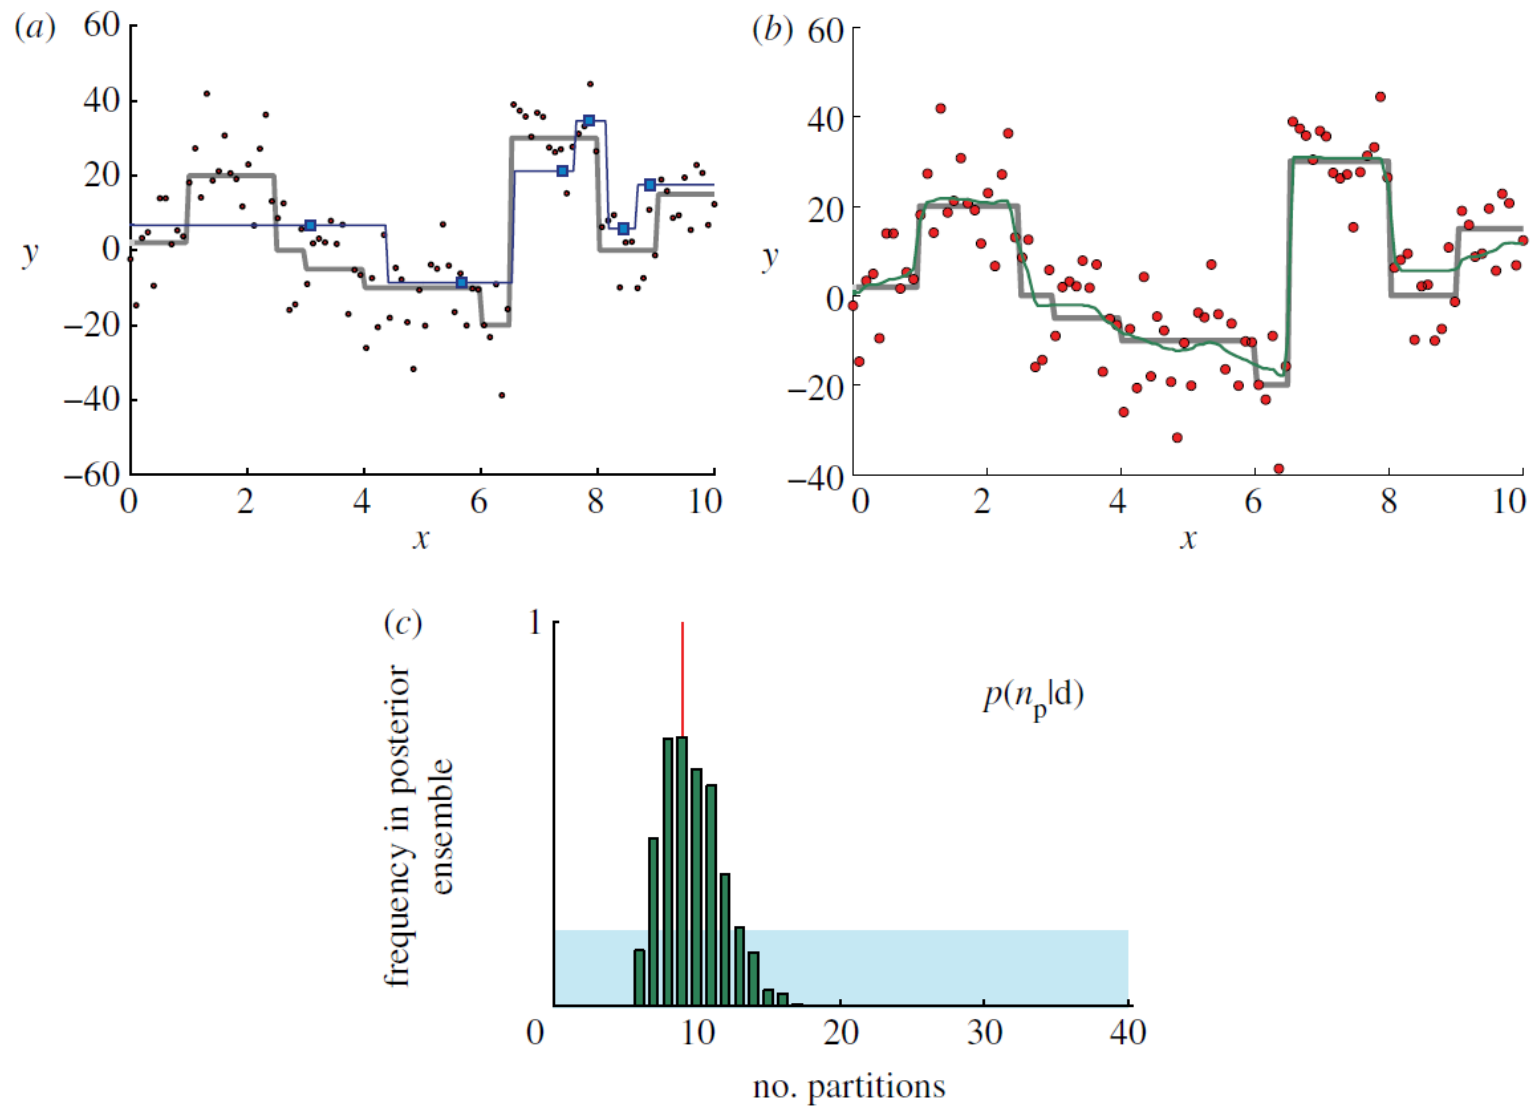 (a)
60
40
20
0
−20
−40
−60
y
0 2 4 6 8 10
x
(b)
60
40
20
0
−20
−40
y
0 2 4 6 8 10
x
(c)
1
frequency in posterior
ensemble
p(nₚ|d)
0 10 20 30 40
no. partitions